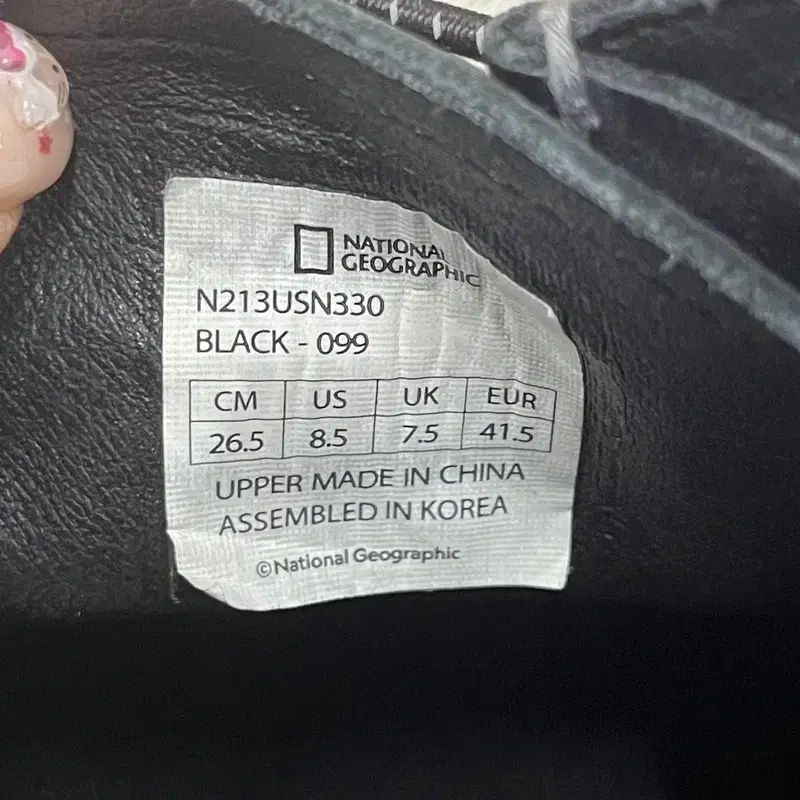 NATIONAL
GEOGRAPHIC
N213USN330
BLACK - 099
CM US UK EUR
26.5 8.5 7.5 41.5
UPPER MADE IN CHINA
ASSEMBLED IN KOREA
©National Geographic